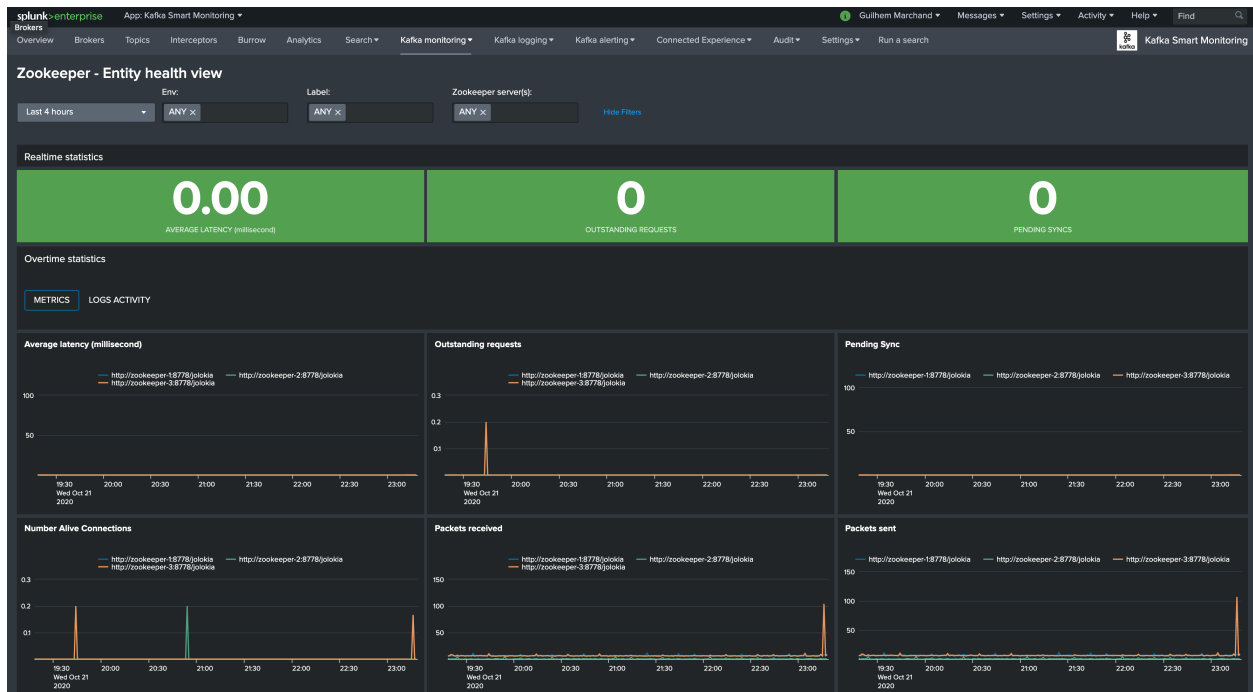 splunk>enterprise App: Kafka Smart Monitoring
i Guilhem Marchand Messages Settings Activity Help Find
Brokers
Overview Brokers Topics Interceptors Burrow Analytics Search Kafka monitoring Kafka logging Kafka alerting Connected Experience Audit Settings Run a search
kafka Kafka Smart Monitoring
Zookeeper - Entity health view
Env: Label: Zookeeper server(s):
Last 4 hours ANY × ANY × ANY × Hide Filters
Realtime statistics
0.00 0 0
AVERAGE LATENCY (millisecond) OUTSTANDING REQUESTS PENDING SYNCS
Overtime statistics
METRICS LOGS ACTIVITY
Average latency (millisecond)
http://zookeeper-1:8778/jolokia http://zookeeper-2:8778/jolokia
http://zookeeper-3:8778/jolokia
100
50
19:30 20:00 20:30 21:00 21:30 22:00 22:30 23:00
Wed Oct 21
2020
Outstanding requests
http://zookeeper-1:8778/jolokia http://zookeeper-2:8778/jolokia
http://zookeeper-3:8778/jolokia
0.3
0.2
0.1
19:30 20:00 20:30 21:00 21:30 22:00 22:30 23:00
Wed Oct 21
2020
Pending Sync
http://zookeeper-1:8778/jolokia http://zookeeper-2:8778/jolokia http://zookeeper-3:8778/jolokia
100
50
19:30 20:00 20:30 21:00 21:30 22:00 22:30 23:00
Wed Oct 21
2020
Number Alive Connections
http://zookeeper-1:8778/jolokia http://zookeeper-2:8778/jolokia
http://zookeeper-3:8778/jolokia
0.3
0.2
0.1
19:30 20:00 20:30 21:00 21:30 22:00 22:30 23:00
Wed Oct 21
2020
Packets received
http://zookeeper-1:8778/jolokia http://zookeeper-2:8778/jolokia
http://zookeeper-3:8778/jolokia
150
100
50
19:30 20:00 20:30 21:00 21:30 22:00 22:30 23:00
Wed Oct 21
2020
Packets sent
http://zookeeper-1:8778/jolokia http://zookeeper-2:8778/jolokia http://zookeeper-3:8778/jolokia
150
100
50
19:30 20:00 20:30 21:00 21:30 22:00 22:30 23:00
Wed Oct 21
2020